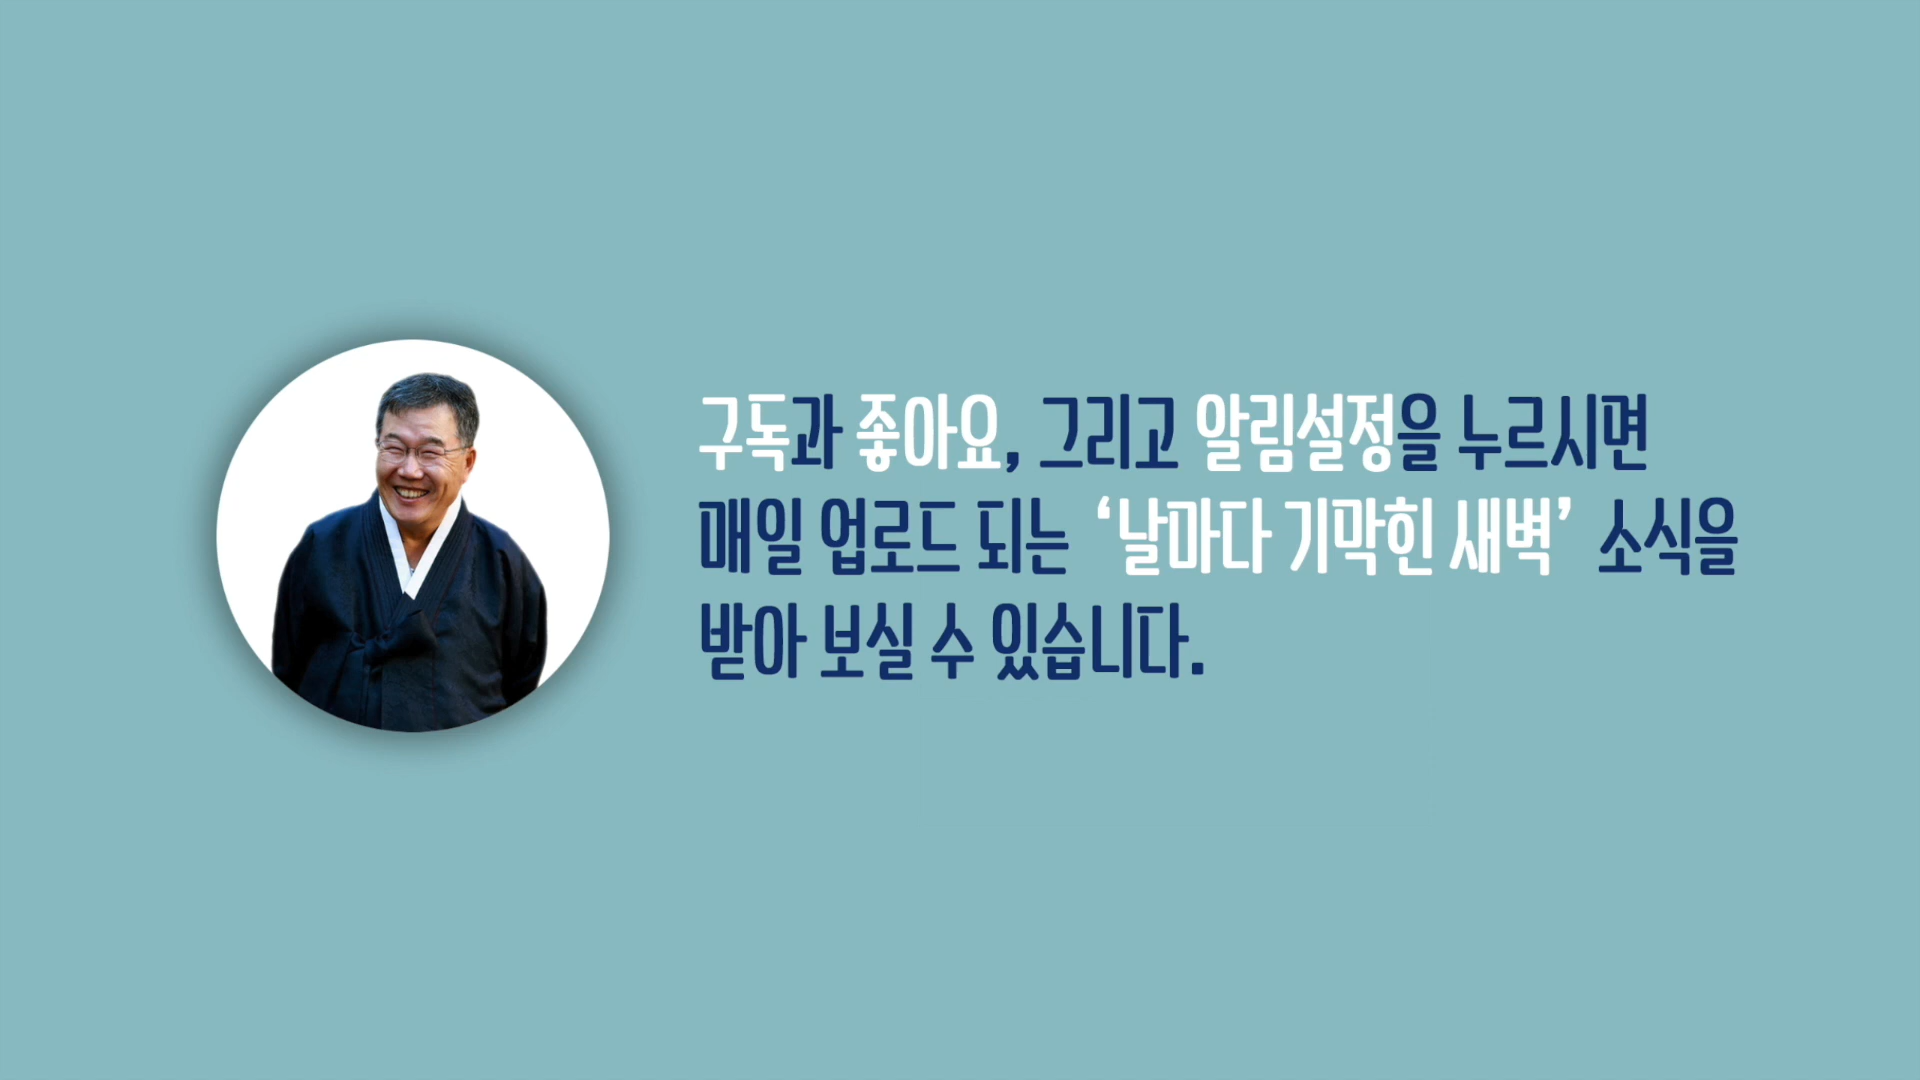 구독과 좋아요, 그리고 알림설정을 누르시면
매일 업로드 되는 ‘날마다 기막힌 새벽’ 소식을
받아 보실 수 있습니다.